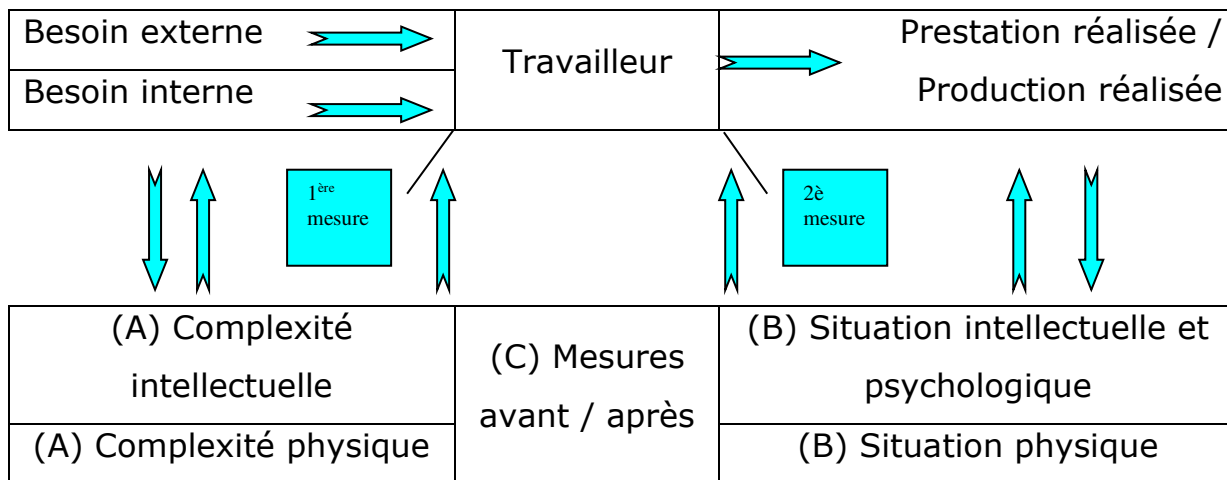 Besoin externe
Besoin interne
Travailleur
Prestation réalisée /
Production réalisée
1ère
mesure
2è
mesure
(A) Complexité
intellectuelle
(A) Complexité physique
(C) Mesures
avant / après
(B) Situation intellectuelle et
psychologique
(B) Situation physique